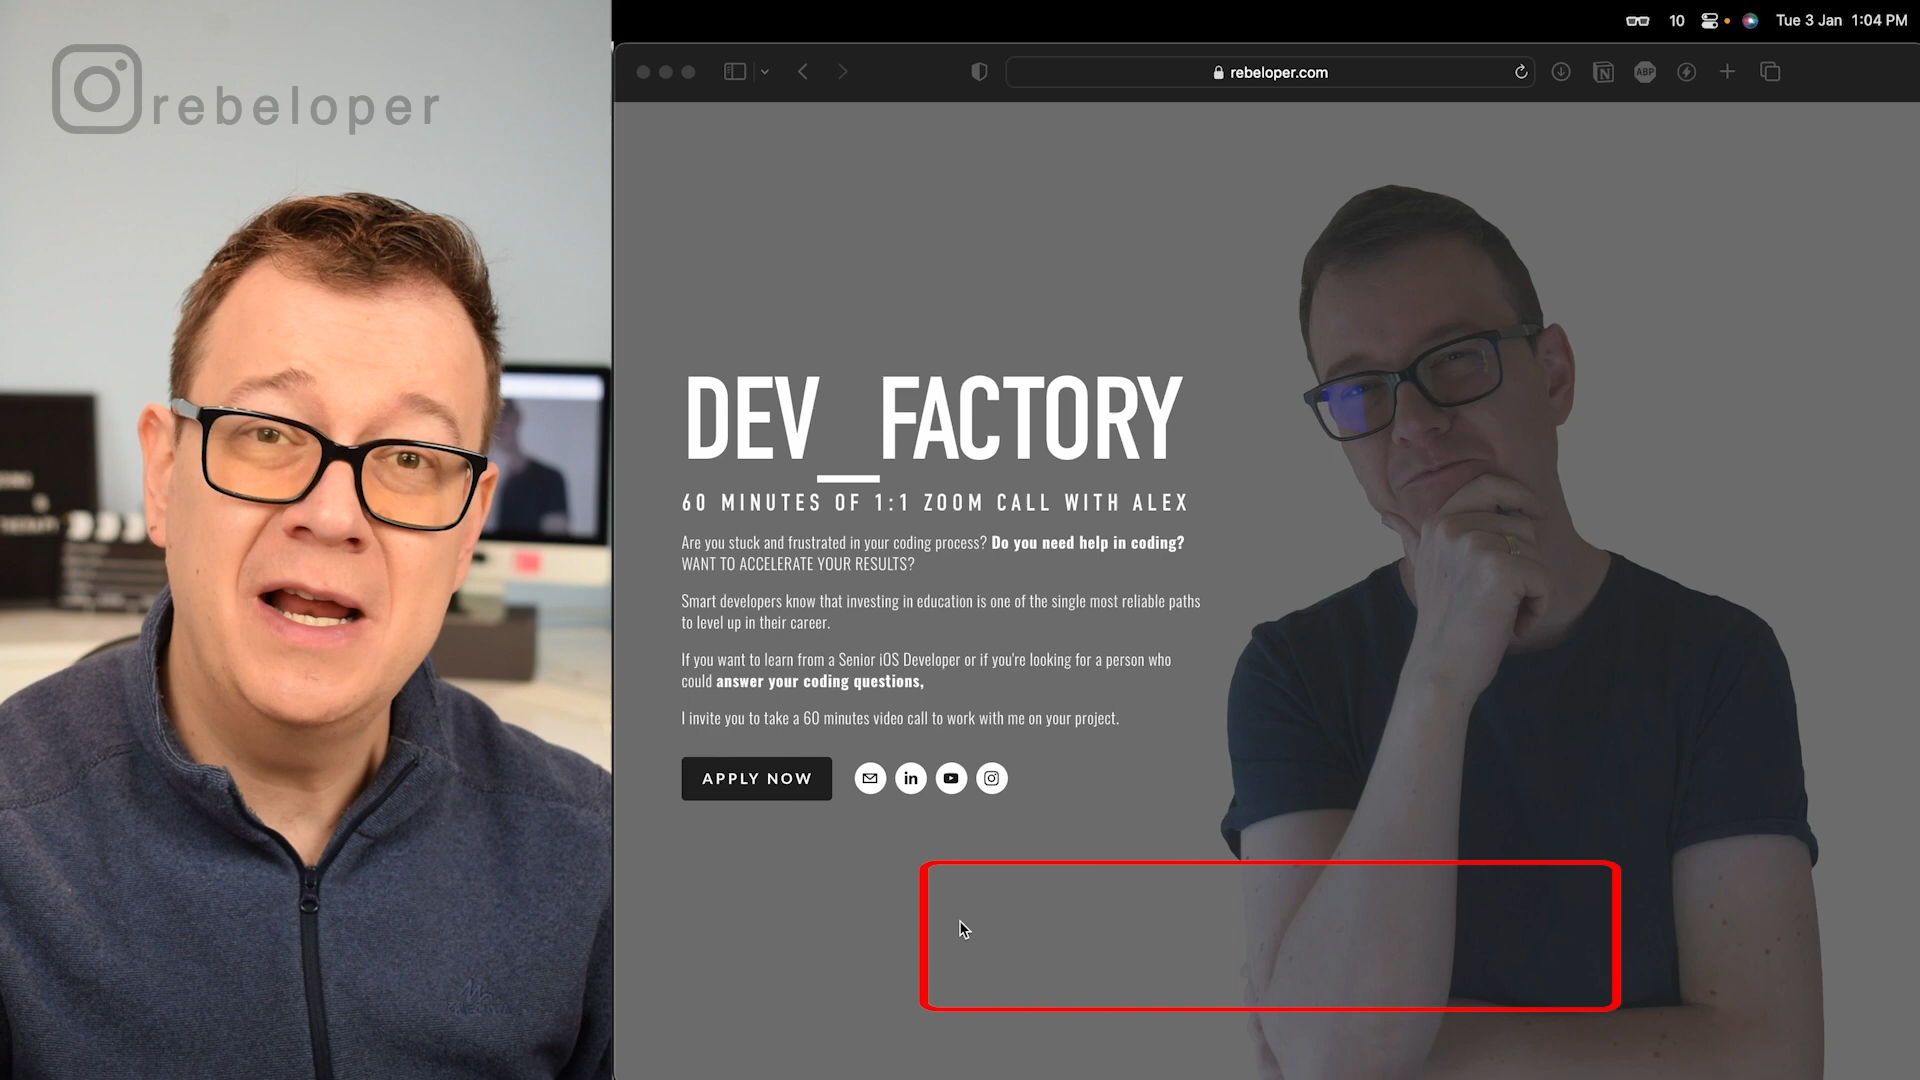 rebeloper
10
Tue 3 Jan 1:04 PM
rebeloper.com
ABP
DEV_FACTORY
60 MINUTES OF 1:1 ZOOM CALL WITH ALEX
Are you stuck and frustrated in your coding process? Do you need help in coding?
WANT TO ACCELERATE YOUR RESULTS?
Smart developers know that investing in education is one of the single most reliable paths
to level up in their career.
If you want to learn from a Senior iOS Developer or if you're looking for a person who
could answer your coding questions,
I invite you to take a 60 minutes video call to work with me on your project.
APPLY NOW
in